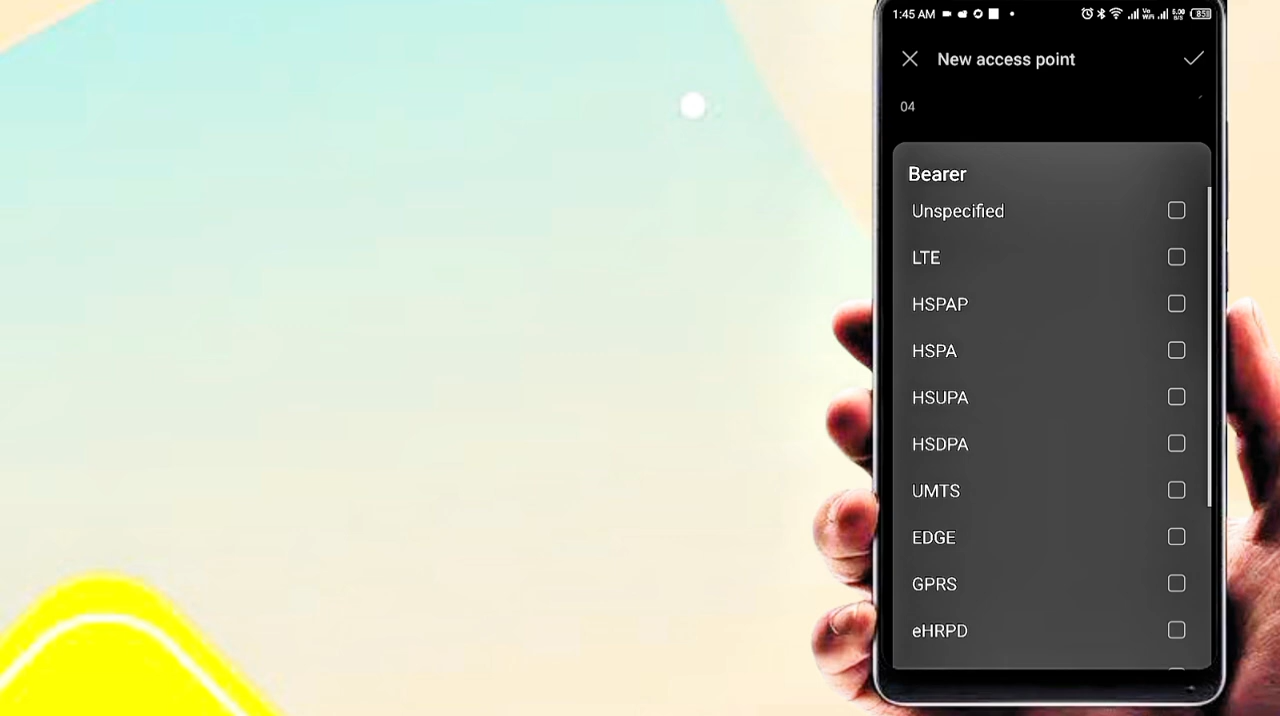 1:45 AM
New access point
04
Bearer
Unspecified
LTE
HSPAP
HSPA
HSUPA
HSDPA
UMTS
EDGE
GPRS
eHRPD